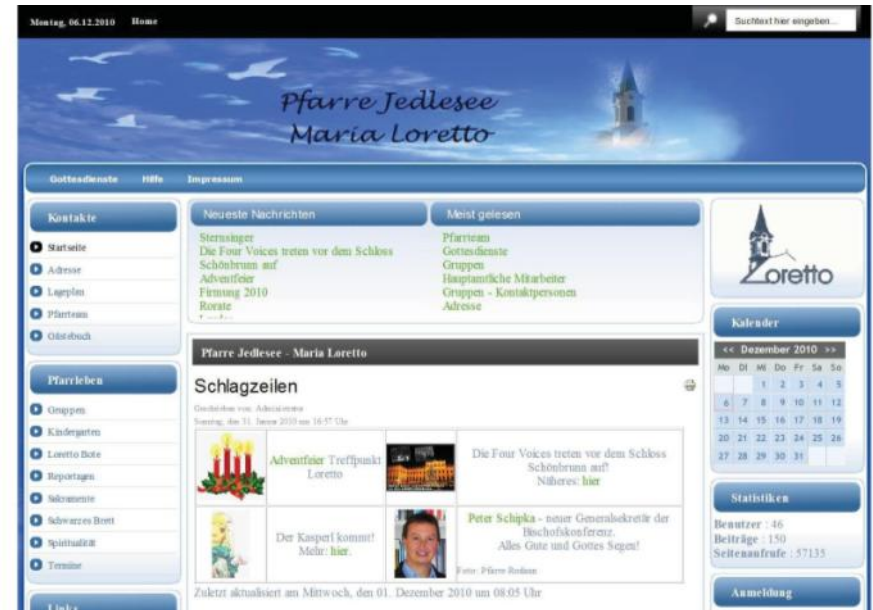 Montag, 06.12.2010 Home
Suchtext hier eingeben...
Pfarre Jedlesee
Maria Loretto
Gottesdienste Hilfe Impressum
Kontakte
Startseite
Adresse
Lageplan
Pfarrteam
Gästebuch
Pfarrleben
Gruppen
Kindergarten
Loretto Bote
Reportagen
Sakramente
Schwarzes Brett
Spiritualität
Termine
Links
Neueste Nachrichten
Sternsinger
Die Four Voices treten vor dem Schloss
Schönbrunn auf
Adventfeier
Firmung 2010
Rorate
Meist gelesen
Pfarrteam
Gottesdienste
Gruppen
Hauptamtliche Mitarbeiter
Gruppen - Kontaktpersonen
Adresse
Pfarre Jedlesee - Maria Loretto
Schlagzeilen
Geschrieben von: Administrator
Sonntag, den 31. Januar 2010 um 16:57 Uhr
Adventfeier Treffpunkt
Loretto
Die Four Voices treten vor dem Schloss
Schönbrunn auf!
Näheres: hier
Der Kasperl kommt!
Mehr: hier.
Peter Schipka - neuer Generalsekretär der
Bischofskonferenz.
Alles Gute und Gottes Segen!
Foto: Pfarre Rodaun
Zuletzt aktualisiert am Mittwoch, den 01. Dezember 2010 um 08:05 Uhr
Loretto
Kalender
<< Dezember 2010 >>
Mo Di Mi Do Fr Sa So
1 2 3 4 5
6 7 8 9 10 11 12
13 14 15 16 17 18 19
20 21 22 23 24 25 26
27 28 29 30 31
Statistiken
Benutzer : 46
Beiträge : 150
Seitenaufrufe : 57135
Anmeldung